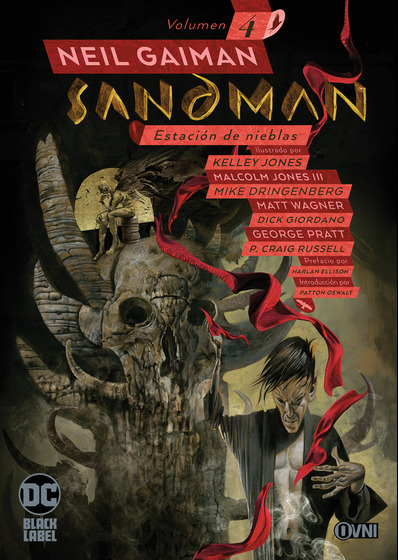 Volumen 4
NEIL GAIMAN
SANDMAN
Estación de nieblas
Ilustrado por
KELLEY JONES
MALCOLM JONES III
MIKE DRINGENBERG
MATT WAGNER
DICK GIORDANO
GEORGE PRATT
P. CRAIG RUSSELL
Prefacio por
HARLAN ELLISON
Introducción por
PATTON OSWALT
DC
BLACK
LABEL
OVNI